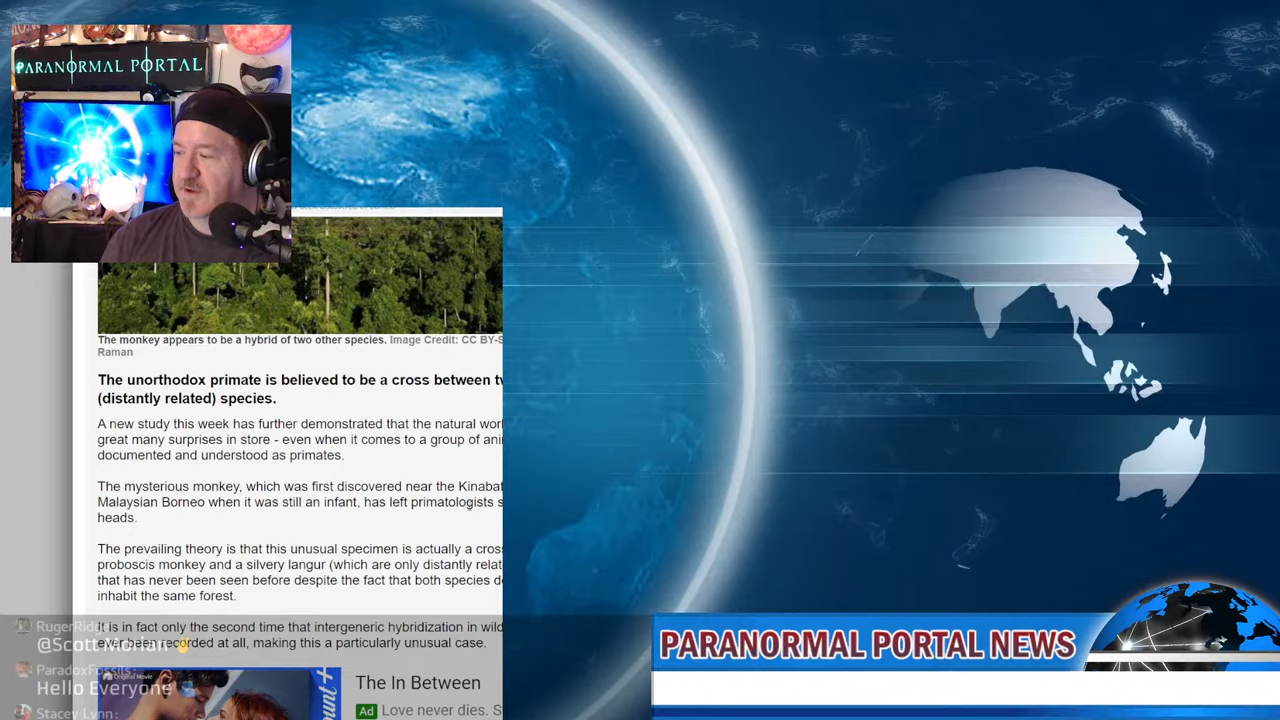 PARANORMAL PORTAL
The monkey appears to be a hybrid of two other species. Image Credit: CC BY-S
Raman
The unorthodox primate is believed to be a cross between tw
(distantly related) species.
A new study this week has further demonstrated that the natural worl
great many surprises in store - even when it comes to a group of ani
documented and understood as primates.
The mysterious monkey, which was first discovered near the Kinabat
Malaysian Borneo when it was still an infant, has left primatologists s
heads.
The prevailing theory is that this unusual specimen is actually a cros
proboscis monkey and a silvery langur (which are only distantly relat
that has never been seen before despite the fact that both species d
inhabit the same forest.
It is in fact only the second time that intergeneric hybridization in wild
ever been recorded at all, making this a particularly unusual case.
@Scott
ParadoxFossils:
Hello Everyone
Stacey Lynn:
Original Movie
The In Between
Ad Love never dies. S
PARANORMAL PORTAL NEWS